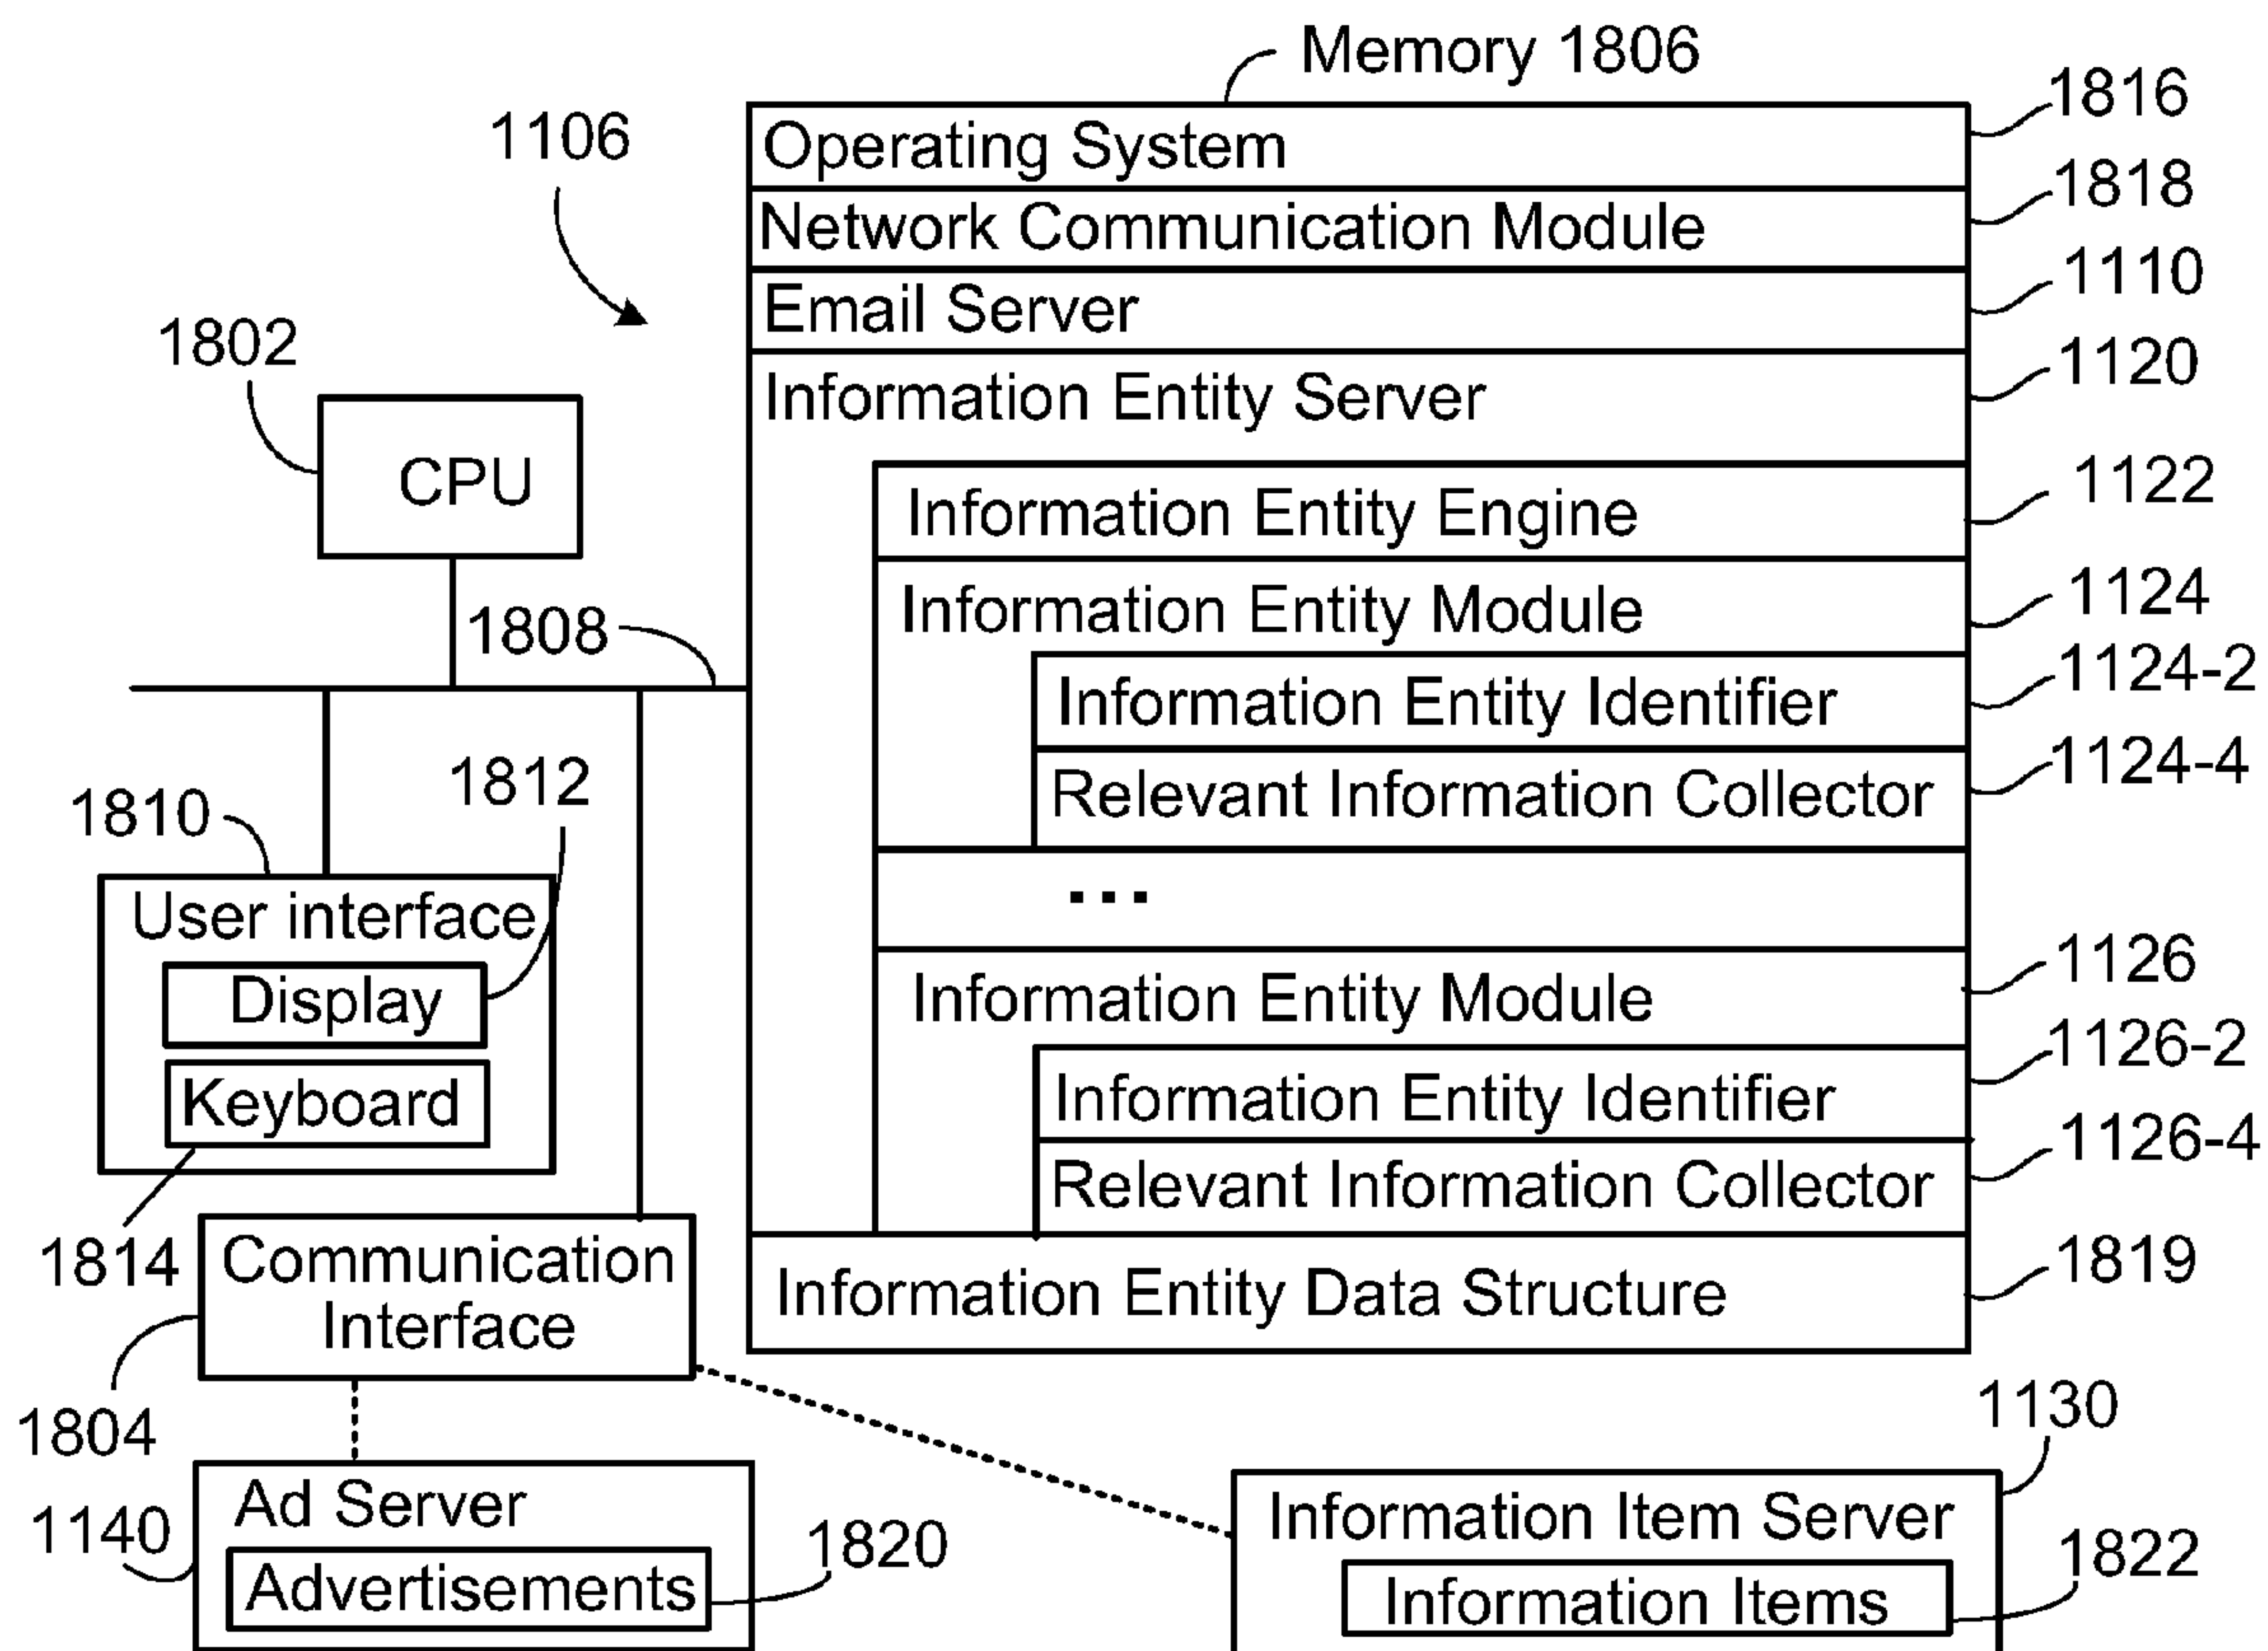 Memory 1806
1816
1106
Operating System
1818
Network Communication Module
1110
Email Server
1802
1120
Information Entity Server
CPU
1122
Information Entity Engine
1124
Information Entity Module
1808
1124-2
Information Entity Identifier
1124-4
Relevant Information Collector
1812
1810
...
User interface
1126
Information Entity Module
Display
1126-2
Information Entity Identifier
Keyboard
1126-4
Relevant Information Collector
1814
Communication
Interface
1819
Information Entity Data Structure
1804
1130
Ad Server
1140
Information Item Server
1820
1822
Advertisements
Information Items